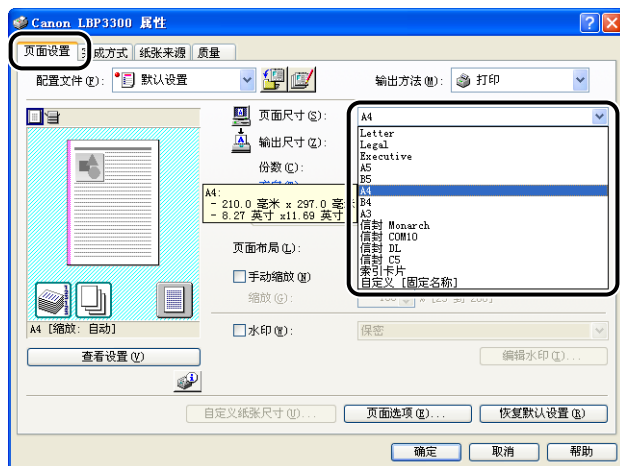 Canon LBP3300 属性
页面设置 成方式 纸张来源 质量
配置文件(F): 默认设置 输出方法(M): 打印
页面尺寸(S): A4
输出尺寸(Z):
份数(C):
Letter
Legal
Executive
A5
B5
A4
B4
A3
信封 Monarch
信封 COM10
信封 DL
信封 C5
索引卡片
自定义 [固定名称]
A4:
- 210.0 毫米 x 297.0 毫
- 8.27 英寸 x11.69 英寸
页面布局(L):
手动缩放(N)
缩放(G):
A4 [缩放: 自动]
水印(W): 保密
查看设置(V) 编辑水印(I)...
自定义纸张尺寸(U)... 页面选项(E)... 恢复默认设置(R)
确定 取消 帮助